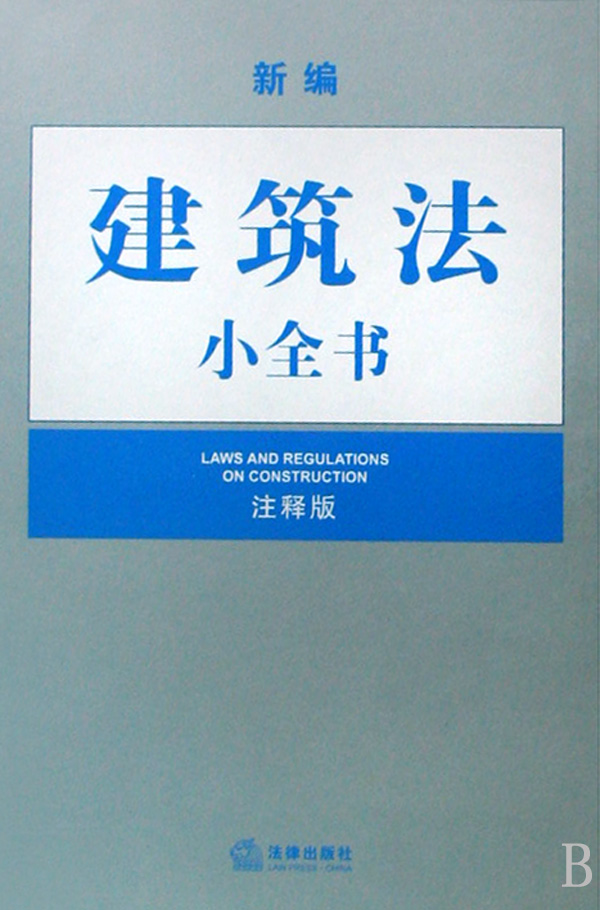 新编
建筑法
小全书
LAWS AND REGULATIONS
ON CONSTRUCTION
注释版
法律出版社
LAW PRESS·CHINA
B